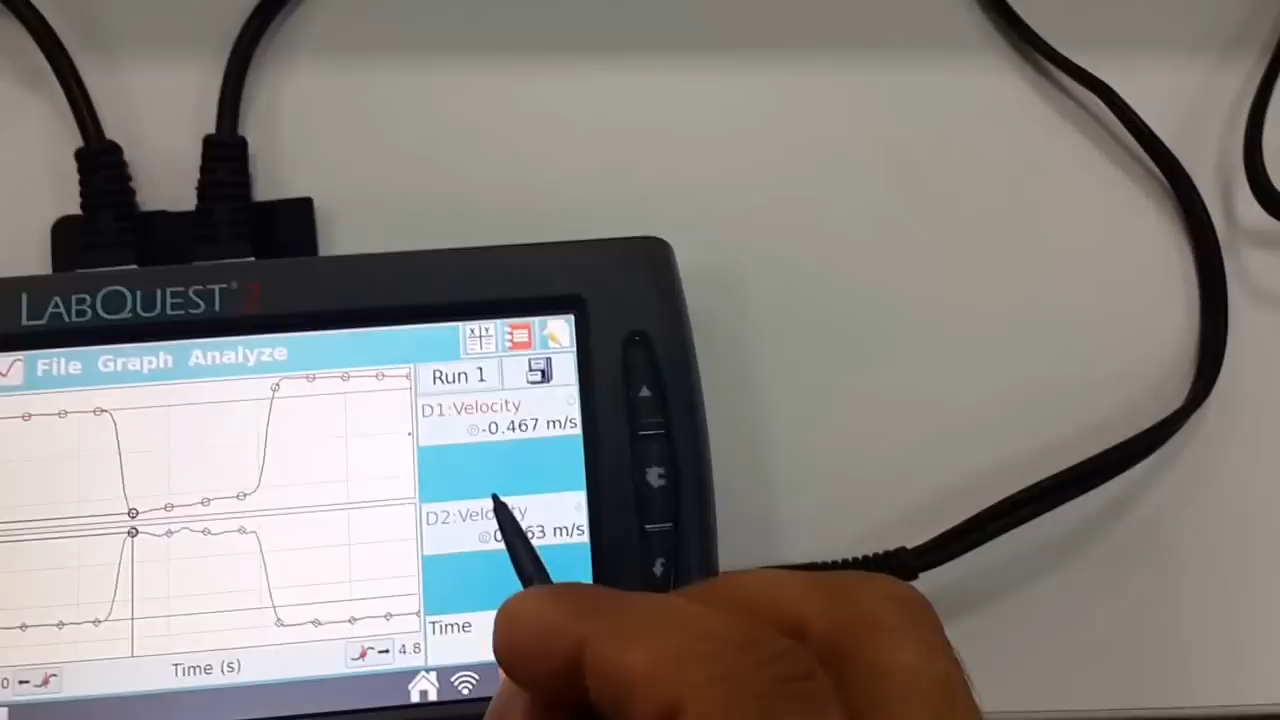 LABQUEST® 2
File Graph Analyze
X Y
Run 1
D1:Velocity
-0.467 m/s
D2:Velocity
m/s
Time
0
Time (s)
4.8